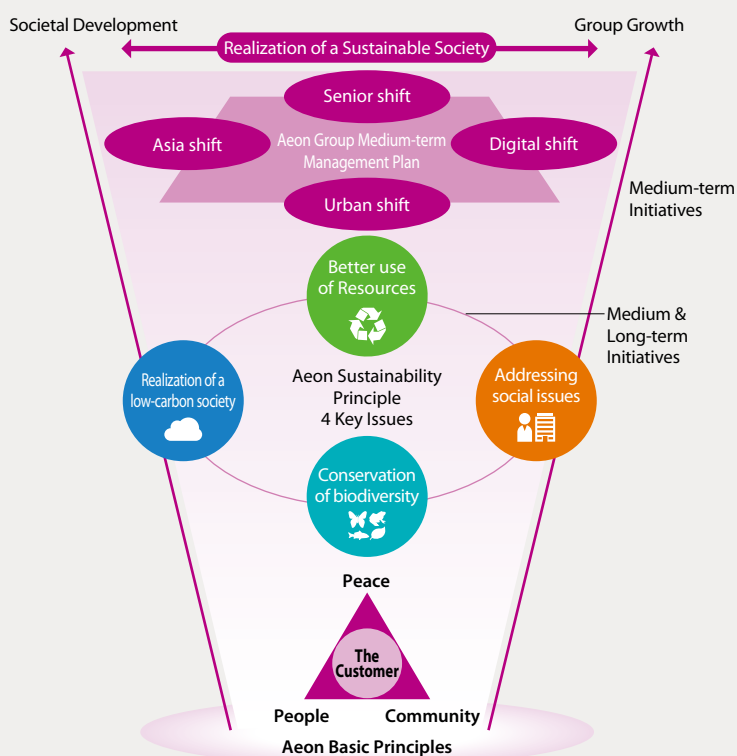 Societal Development
Group Growth
Realization of a Sustainable Society
Senior shift
Asia shift
Aeon Group Medium-term
Management Plan
Digital shift
Urban shift
Medium-term
Initiatives
Better use
of Resources
Medium &
Long-term
Initiatives
Realization of a
low-carbon society
Aeon Sustainability
Principle
4 Key Issues
Addressing
social issues
Conservation
of biodiversity
Peace
The
Customer
People
Community
Aeon Basic Principles